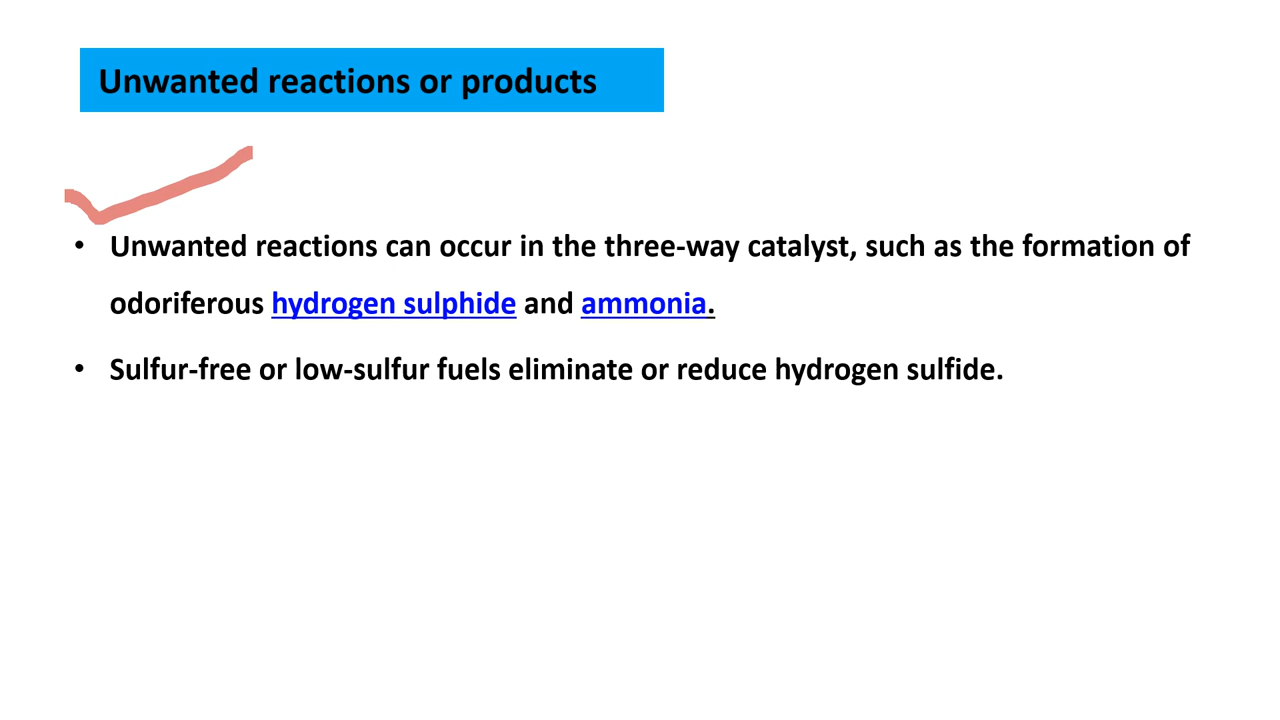 Unwanted reactions or products
• Unwanted reactions can occur in the three-way catalyst, such as the formation of
odoriferous hydrogen sulphide and ammonia.
• Sulfur-free or low-sulfur fuels eliminate or reduce hydrogen sulfide.